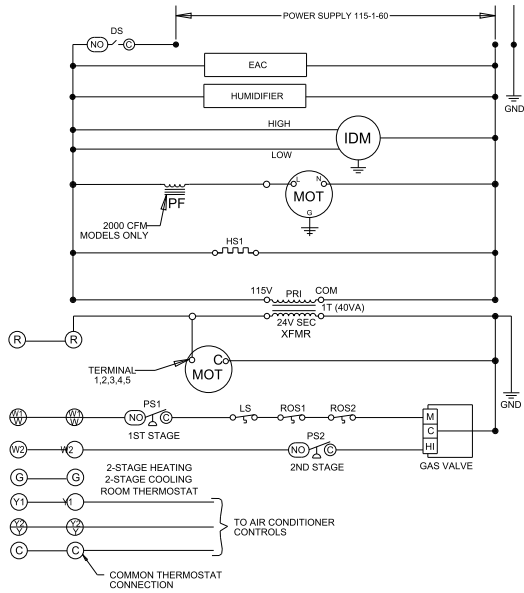 POWER SUPPLY 115-1-60
DS
NO C
EAC
GND
HUMIDIFIER
HIGH
IDM
LOW
L N
MOT
G
PF
2000 CFM
MODELS ONLY
HS1
115V PRI COM
1T (40VA)
24V SEC
XFMR
R R
C
MOT
TERMINAL
1,2,3,4,5
GND
PS1
LS ROS1 ROS2
W1 W W1 W NO C M
1ST STAGE
C
PS2
W2 W2 NO C HI
2ND STAGE
GAS VALVE
2-STAGE HEATING
G G 2-STAGE COOLING
ROOM THERMOSTAT
Y1 Y1
TO AIR CONDITIONER
CONTROLS
Y2 Y Y2 Y
C C
COMMON THERMOSTAT
CONNECTION